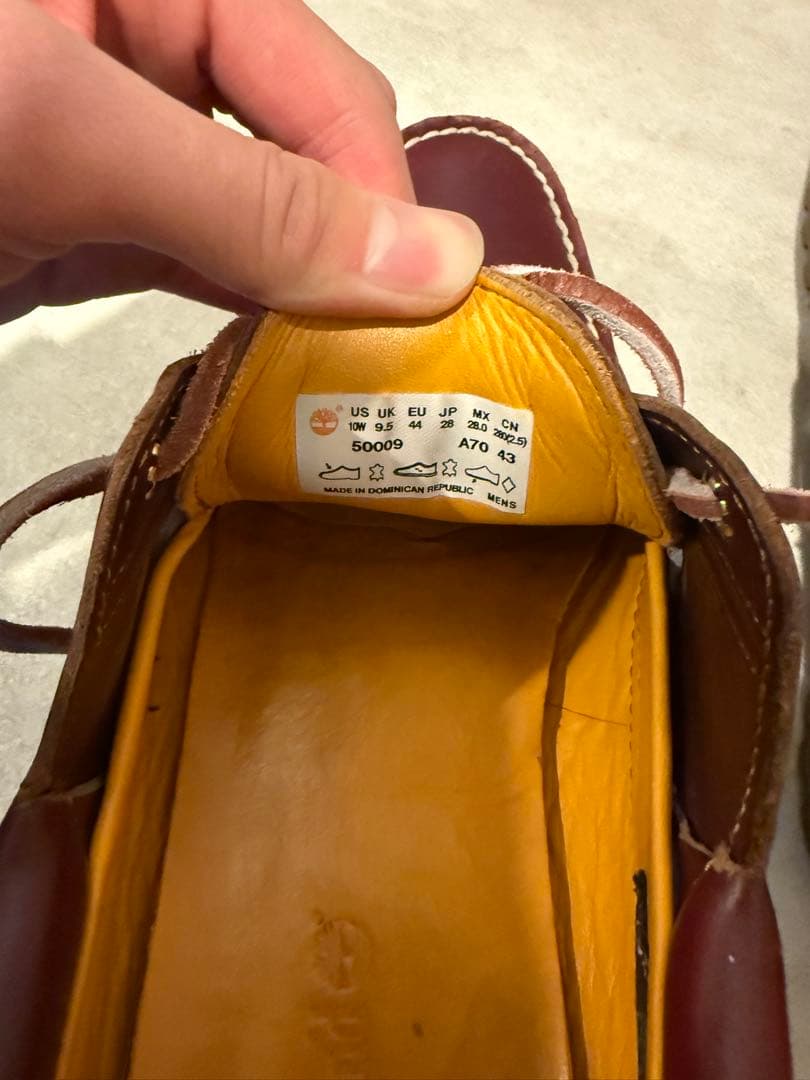 US UK EU JP MX CN
10W 9.5 44 28 28.0 280(2.5)
50009 A70 43
MADE IN DOMINICAN REPUBLIC MENS